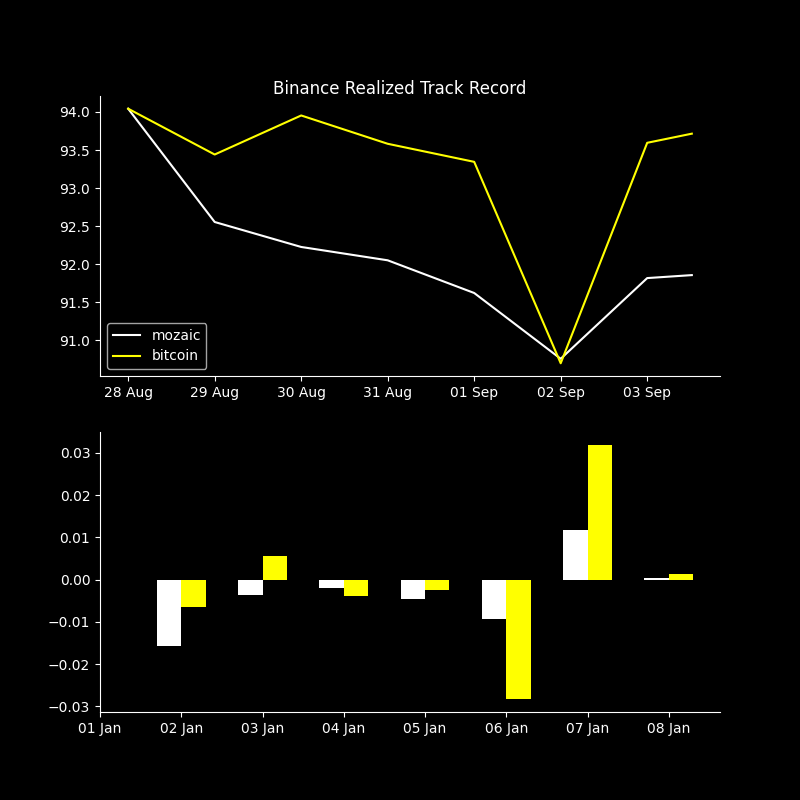 Binance Realized Track Record
94.0
93.5
93.0
92.5
92.0
91.5
91.0
mozaic
bitcoin
28 Aug 29 Aug 30 Aug 31 Aug 01 Sep 02 Sep 03 Sep
0.03
0.02
0.01
0.00
−0.01
−0.02
−0.03
01 Jan 02 Jan 03 Jan 04 Jan 05 Jan 06 Jan 07 Jan 08 Jan